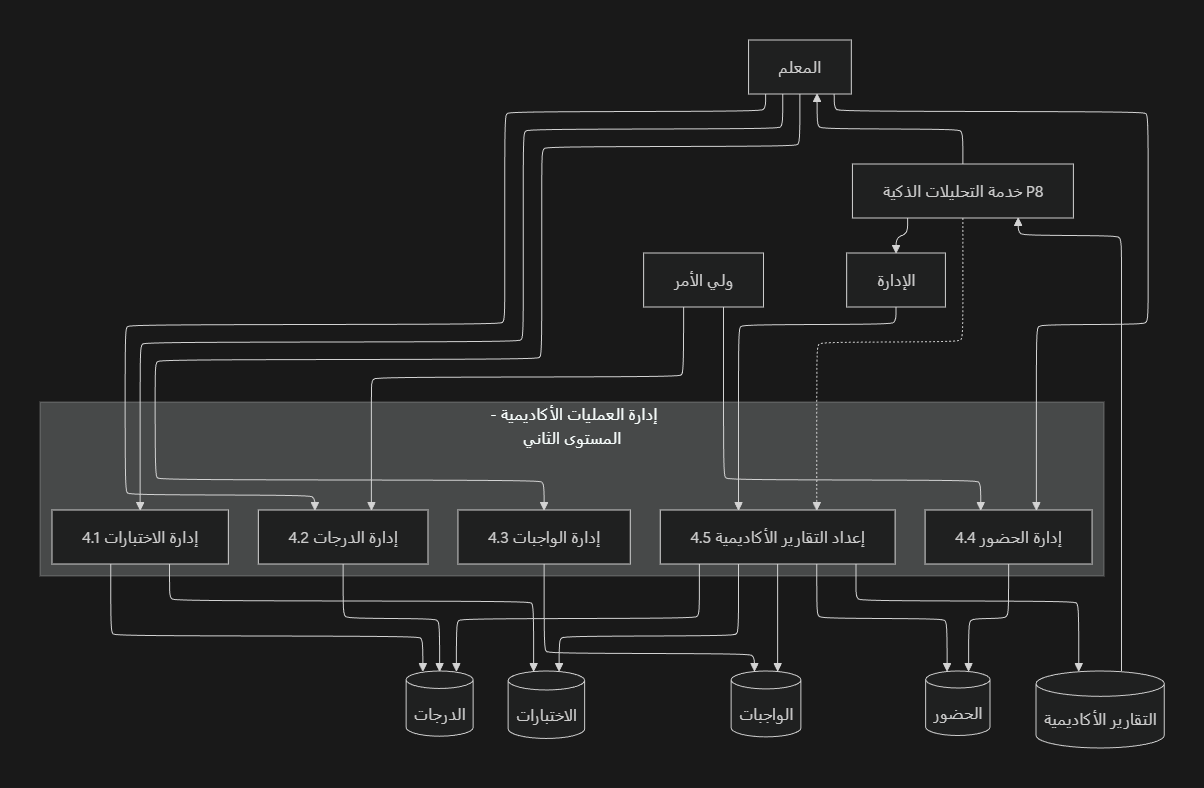 المعلم
P8 خدمة التحليلات الذكية
ولي الأمر
الإدارة
إدارة العمليات الأكاديمية -
المستوى الثاني
4.1 إدارة الاختبارات
4.2 إدارة الدرجات
4.3 إدارة الواجبات
4.5 إعداد التقارير الأكاديمية
4.4 إدارة الحضور
الدرجات
الاختبارات
الواجبات
الحضور
التقارير الأكاديمية